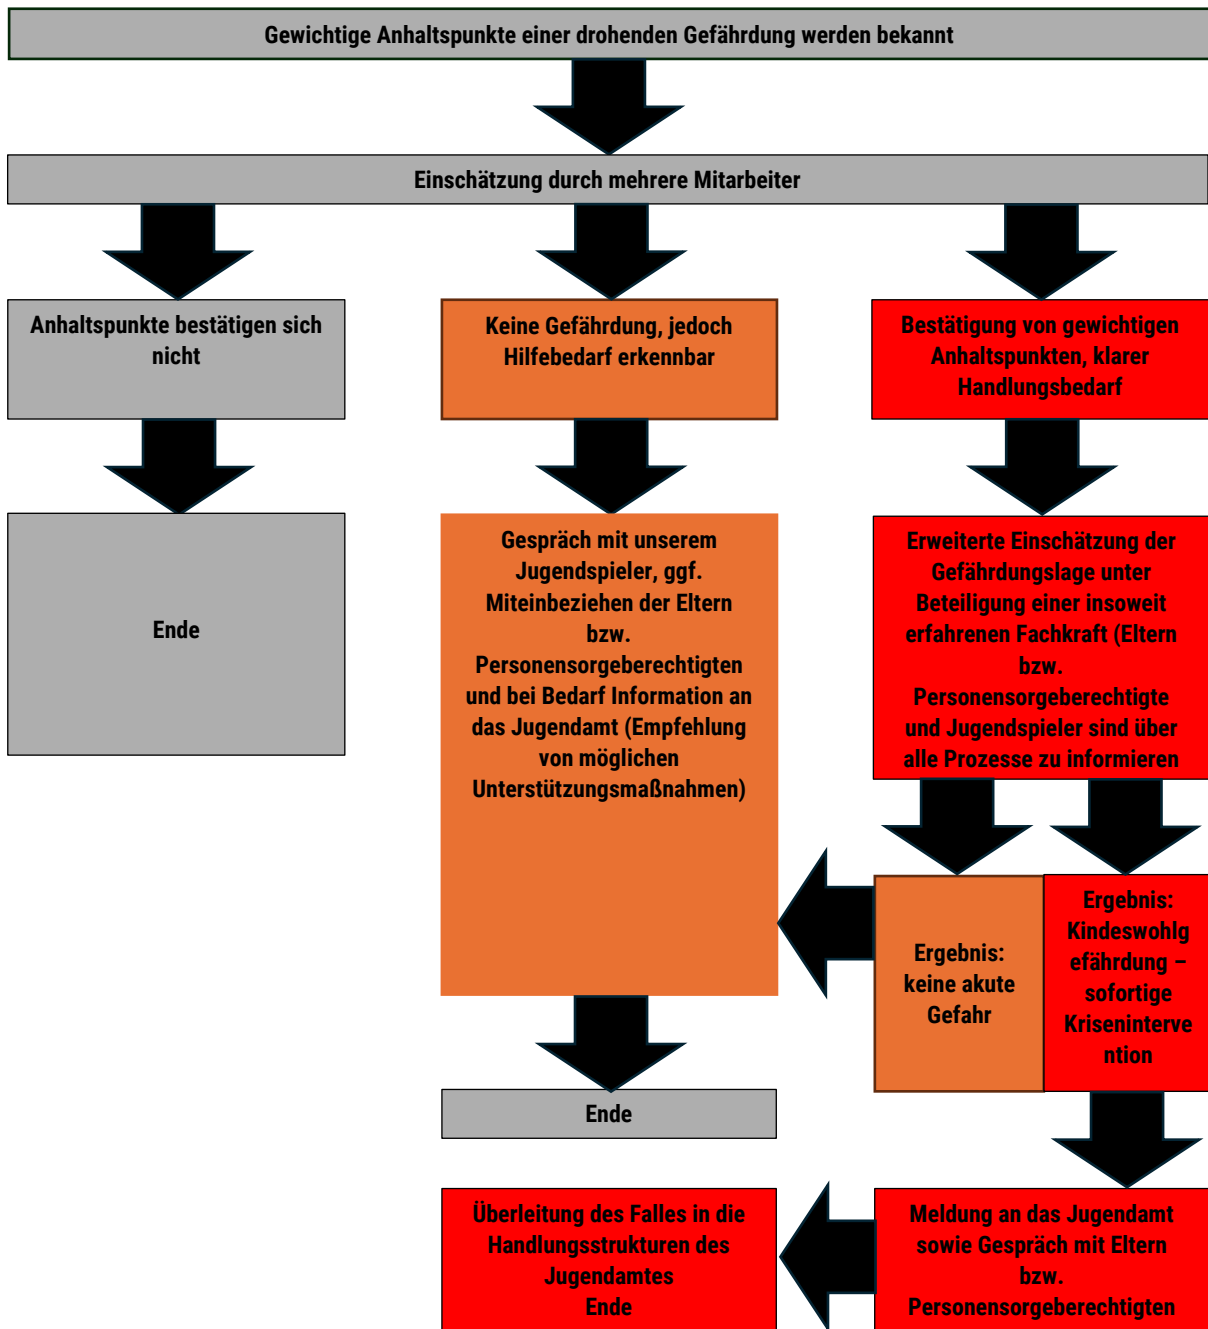 Gewichtige Anhaltspunkte einer drohenden Gefährdung werden bekannt
Einschätzung durch mehrere Mitarbeiter
Anhaltspunkte bestätigen sich
nicht
Keine Gefährdung, jedoch
Hilfebedarf erkennbar
Bestätigung von gewichtigen
Anhaltspunkten, klarer
Handlungsbedarf
Ende
Gespräch mit unserem
Jugendspieler, ggf.
Miteinbeziehen der Eltern
bzw.
Personensorgeberechtigten
und bei Bedarf Information an
das Jugendamt (Empfehlung
von möglichen
Unterstützungsmaßnahmen)
Erweiterte Einschätzung der
Gefährdungslage unter
Beteiligung einer insoweit
erfahrenen Fachkraft (Eltern
bzw.
Personensorgeberechtigte
und Jugendspieler sind über
alle Prozesse zu informieren
Ergebnis:
keine akute
Gefahr
Ergebnis:
Kindeswohlg
efährdung –
sofortige
Kriseninterve
ntion
Ende
Überleitung des Falles in die
Handlungsstrukturen des
Jugendamtes
Ende
Meldung an das Jugendamt
sowie Gespräch mit Eltern
bzw.
Personensorgeberechtigten